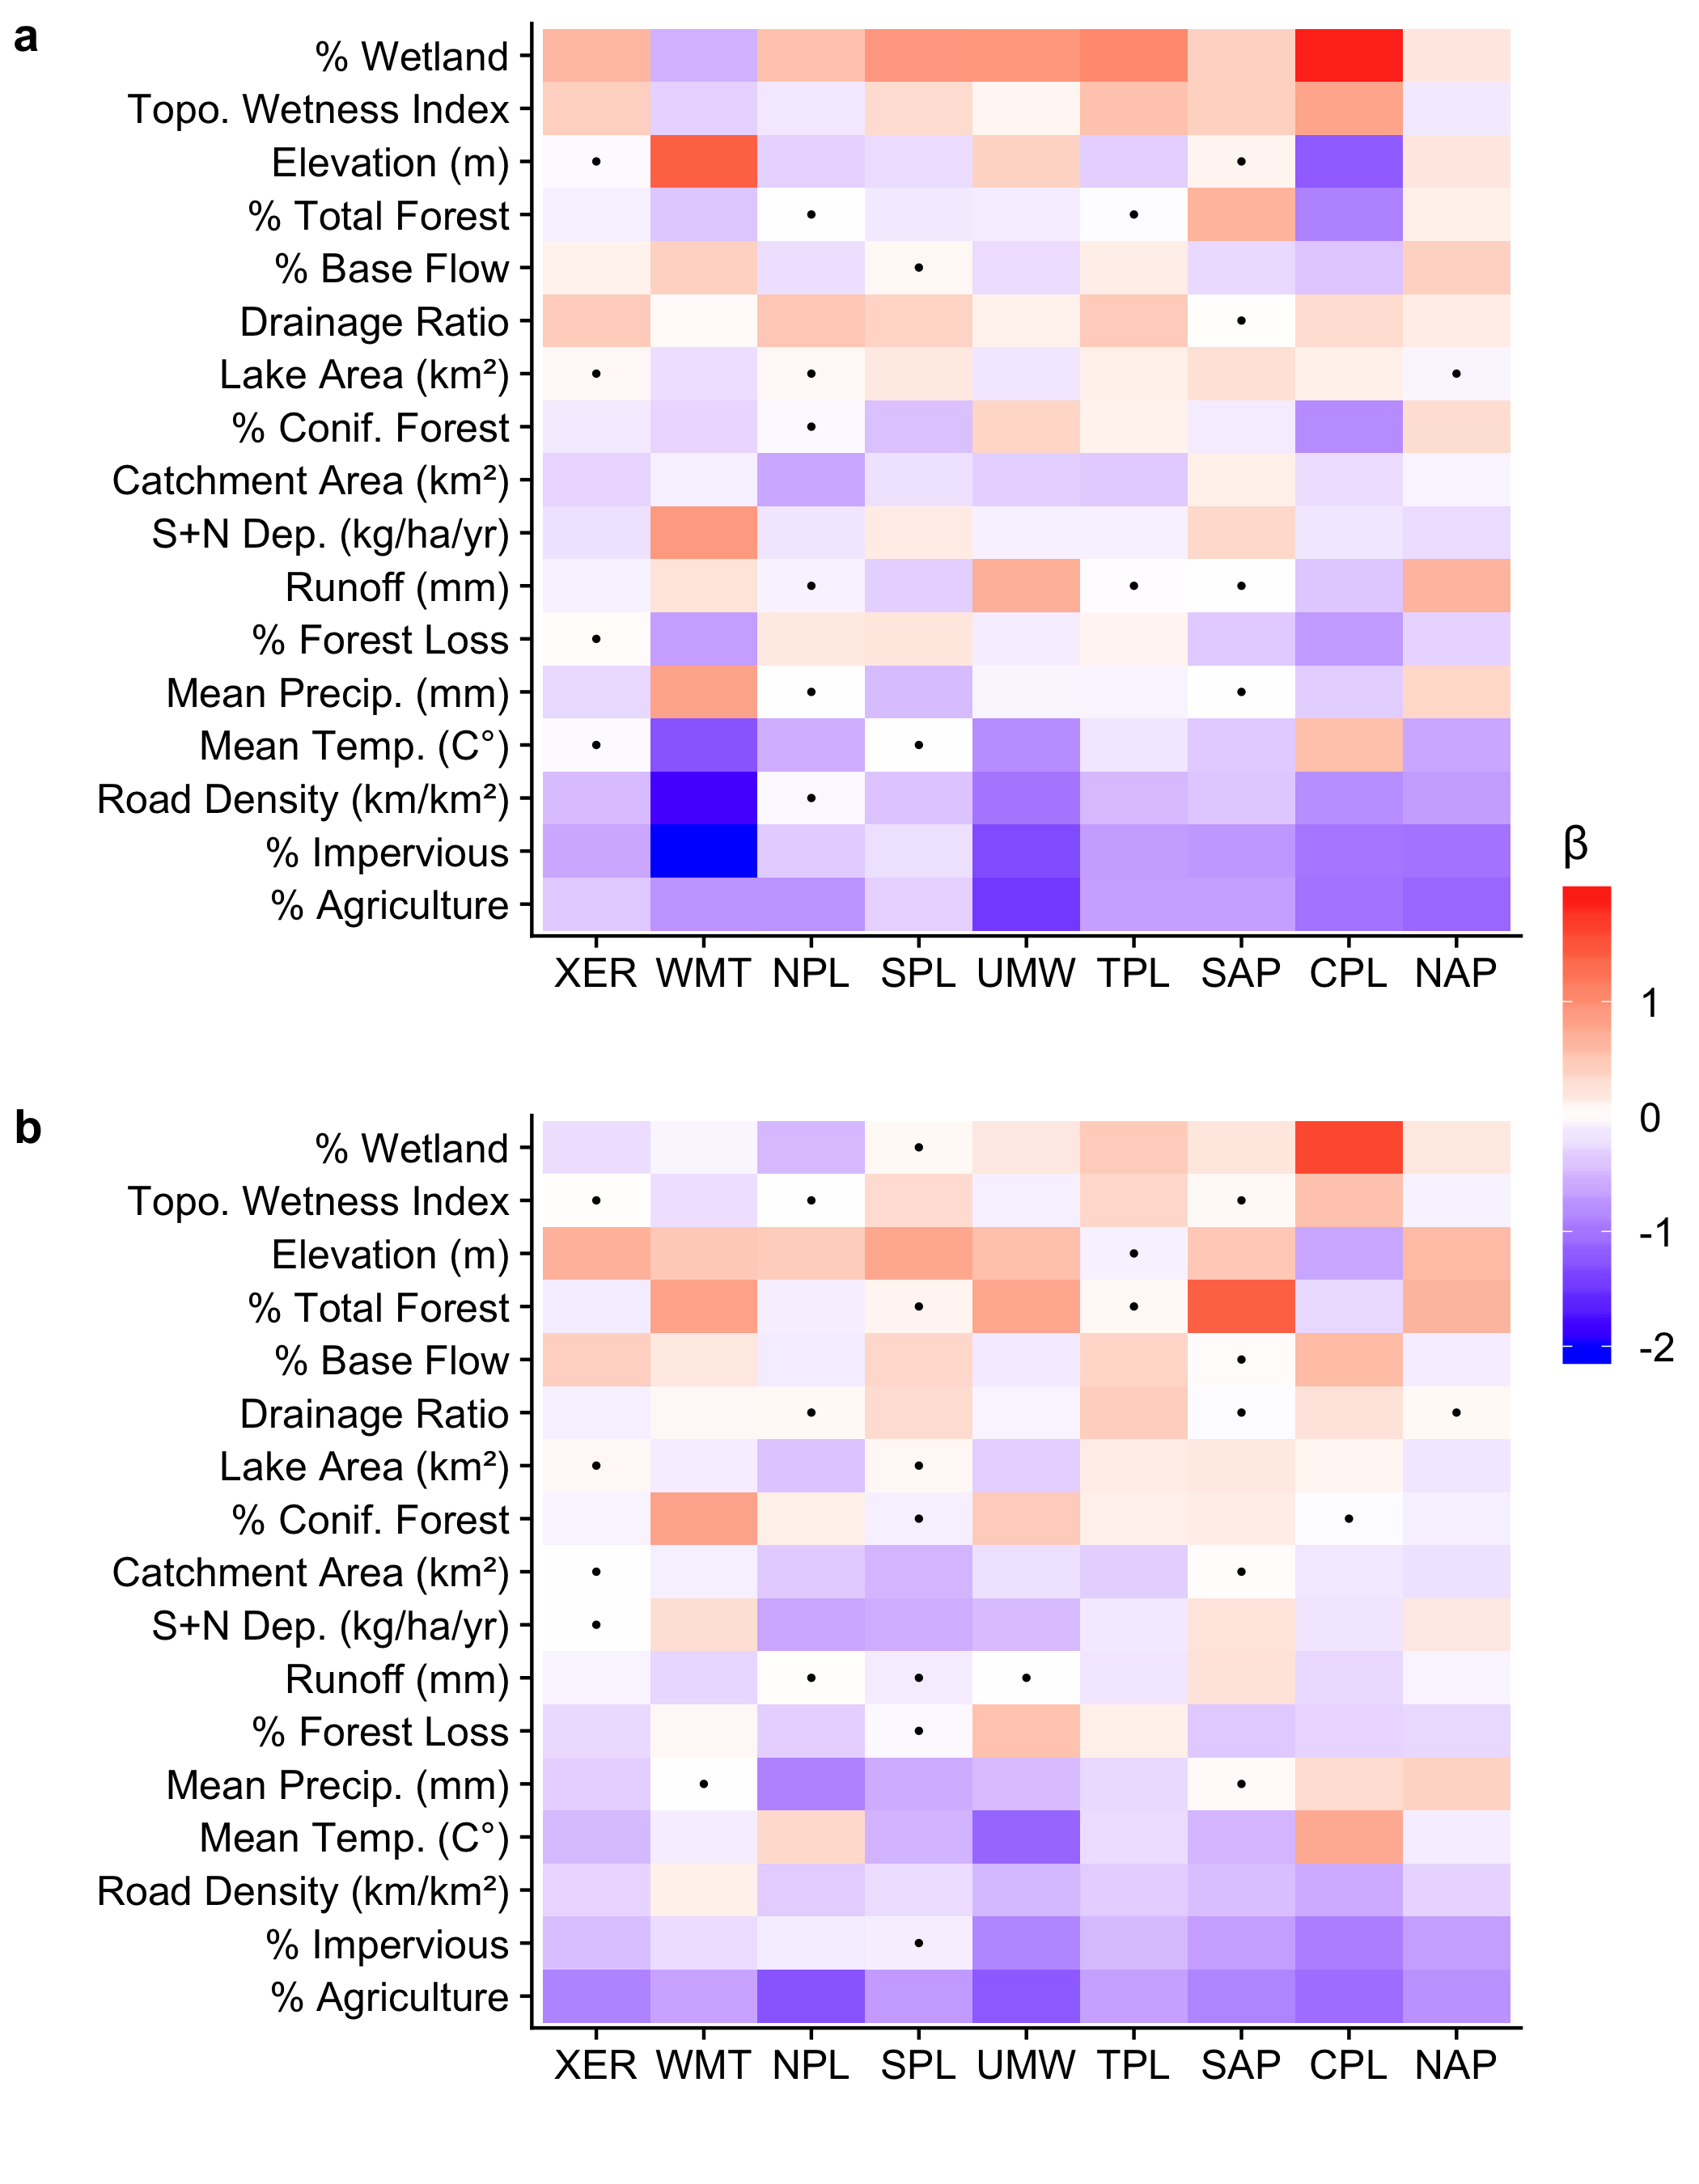 a
% Wetland
Topo. Wetness Index
Elevation (m)
% Total Forest
% Base Flow
Drainage Ratio
Lake Area (km²)
% Conif. Forest
Catchment Area (km²)
S+N Dep. (kg/ha/yr)
Runoff (mm)
% Forest Loss
Mean Precip. (mm)
Mean Temp. (C°)
Road Density (km/km²)
% Impervious
% Agriculture
XER WMT NPL SPL UMW TPL SAP CPL NAP
β
1
0
-1
-2
b
% Wetland
Topo. Wetness Index
Elevation (m)
% Total Forest
% Base Flow
Drainage Ratio
Lake Area (km²)
% Conif. Forest
Catchment Area (km²)
S+N Dep. (kg/ha/yr)
Runoff (mm)
% Forest Loss
Mean Precip. (mm)
Mean Temp. (C°)
Road Density (km/km²)
% Impervious
% Agriculture
XER WMT NPL SPL UMW TPL SAP CPL NAP